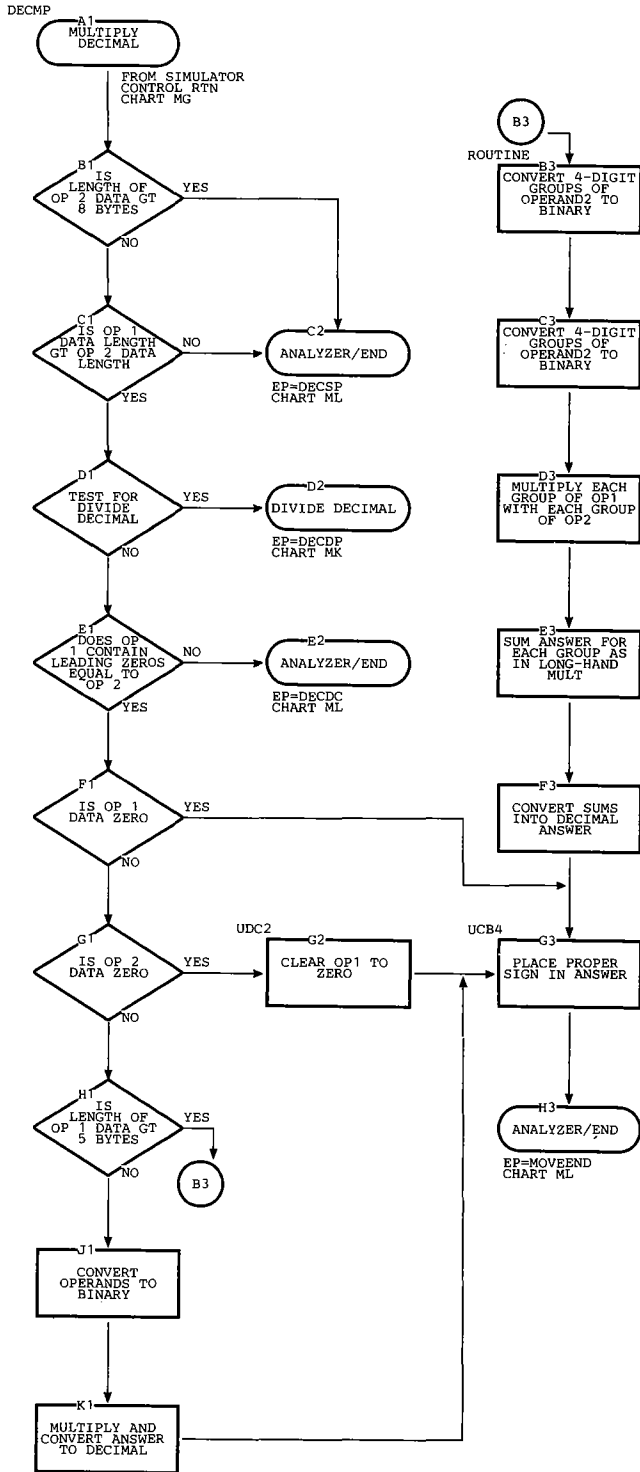 DECMP
A1
MULTIPLY
DECIMAL
FROM SIMULATOR
CONTROL RTN
CHART MG
B1
IS
LENGTH OF
OP 2 DATA GT
8 BYTES
YES
NO
C1
IS OP 1
DATA LENGTH
GT OP 2 DATA
LENGTH
NO
YES
C2
ANALYZER/END
EP=DECSP
CHART ML
D1
TEST FOR
DIVIDE
DECIMAL
YES
NO
D2
DIVIDE DECIMAL
EP=DECDP
CHART MK
E1
DOES OP
1 CONTAIN
LEADING ZEROS
EQUAL TO
OP 2
NO
YES
E2
ANALYZER/END
EP=DECDC
CHART ML
F1
IS OP 1
DATA ZERO
YES
NO
G1
IS OP 2
DATA ZERO
YES
NO
UDC2
G2
CLEAR OP1 TO
ZERO
H1
IS
LENGTH OF
OP 1 DATA GT
5 BYTES
YES
NO
B3
J1
CONVERT
OPERANDS TO
BINARY
K1
MULTIPLY AND
CONVERT ANSWER
TO DECIMAL
B3
ROUTINE
B3
CONVERT 4-DIGIT
GROUPS OF
OPERAND2 TO
BINARY
C3
CONVERT 4-DIGIT
GROUPS OF
OPERAND2 TO
BINARY
D3
MULTIPLY EACH
GROUP OF OP1
WITH EACH GROUP
OF OP2
E3
SUM ANSWER FOR
EACH GROUP AS
IN LONG-HAND
MULT
F3
CONVERT SUMS
INTO DECIMAL
ANSWER
UCB4
G3
PLACE PROPER
SIGN IN ANSWER
H3
ANALYZER/END
EP=MOVEEND
CHART ML